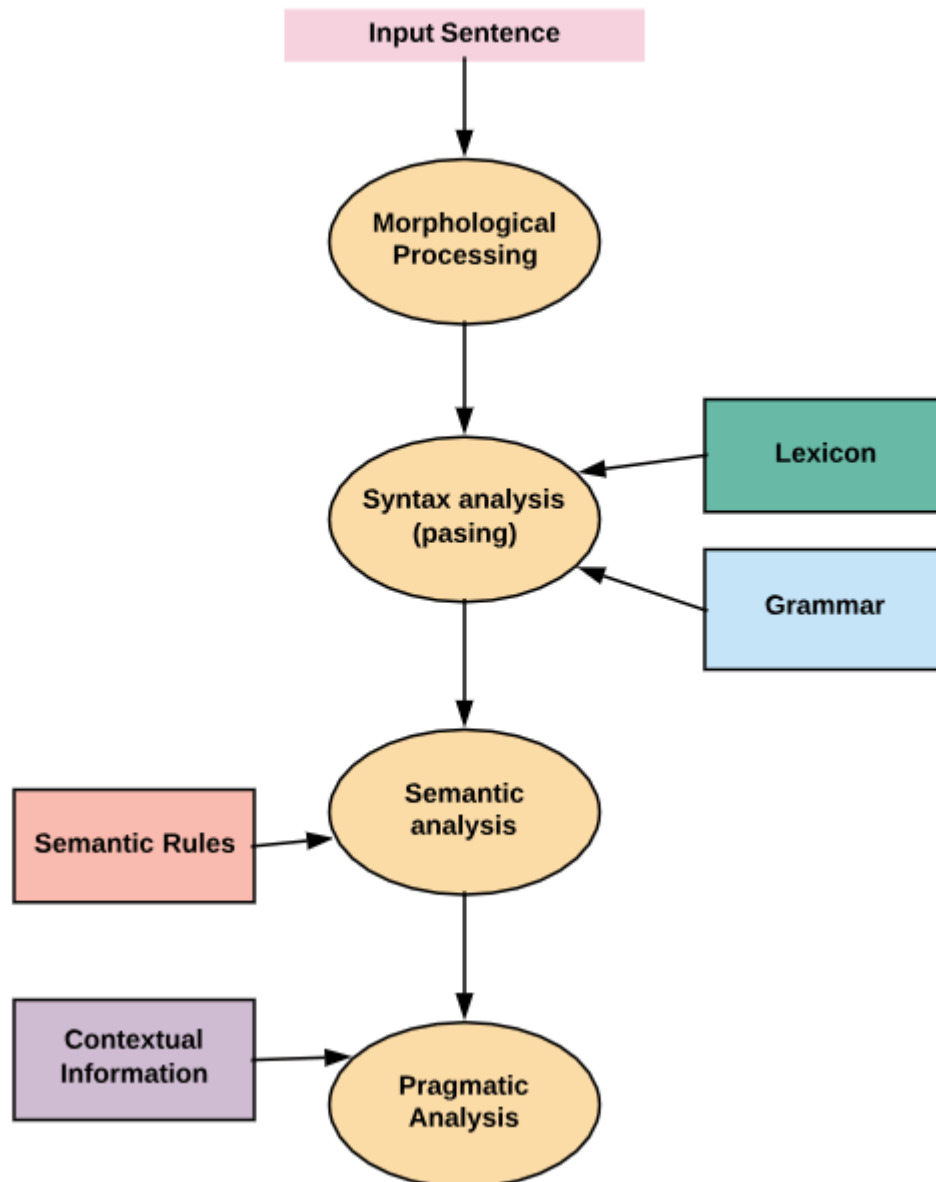 Input Sentence
Morphological
Processing
Lexicon
Syntax analysis
(pasing)
Grammar
Semantic
analysis
Semantic Rules
Contextual
Information
Pragmatic
Analysis